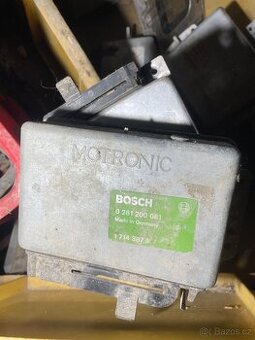 MOTRONIC
BOSCH
0 261 200 081
Made in Germany
Bazos.cz